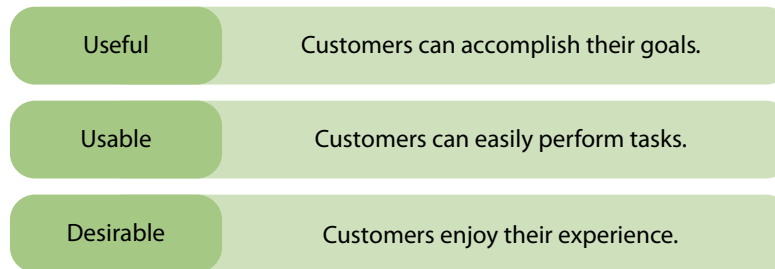 Useful Customers can accomplish their goals.
Usable Customers can easily perform tasks.
Desirable Customers enjoy their experience.